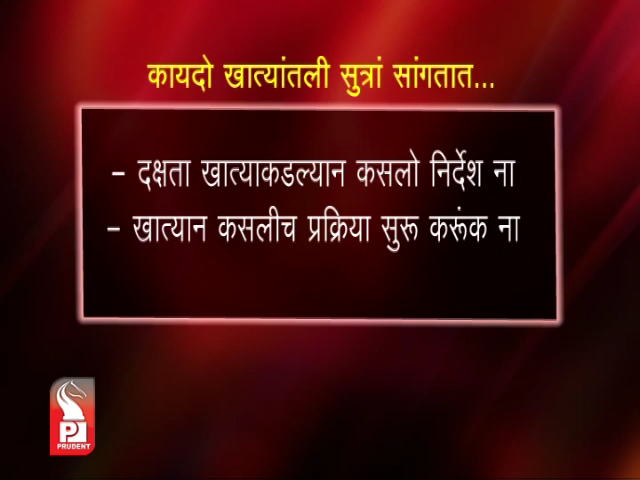 कायदो खात्यांतली सुत्रां सांगतात...
– दक्षता खात्याकडल्यान कसलो निर्देश ना
– खात्यान कसलीच प्रक्रिया सुरू करूंक ना
PRUDENT